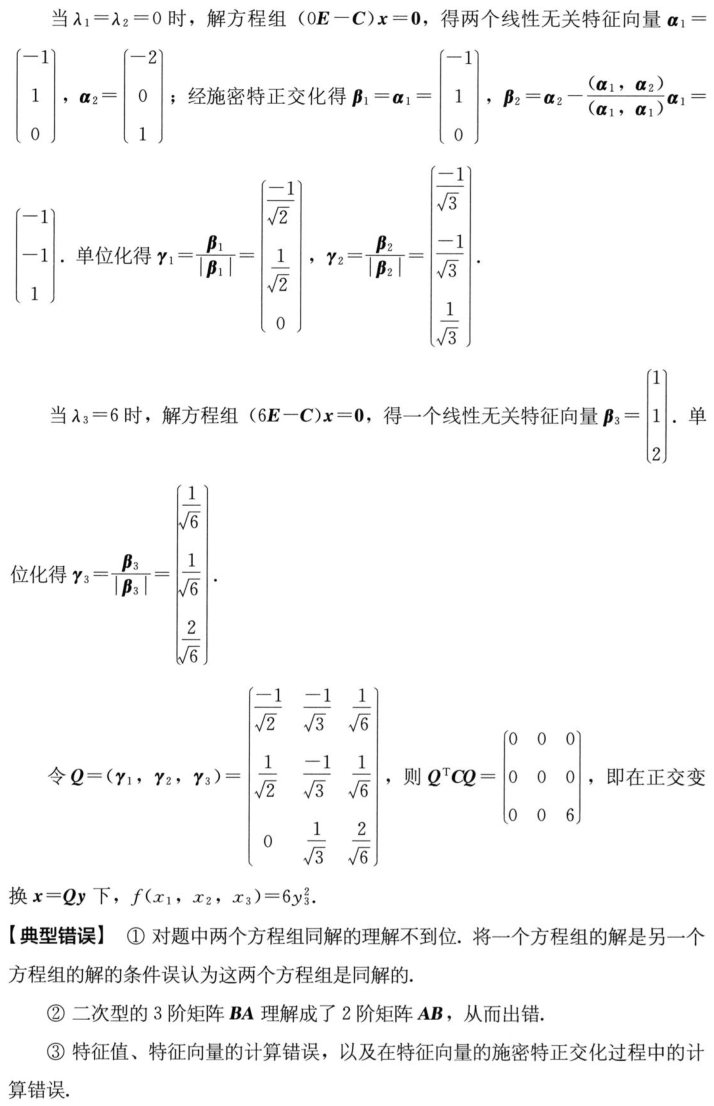 当 λ₁=λ₂=0 时，解方程组 (0E−C)x=0，得两个线性无关特征向量 α₁=
(−1, 1, 0)ᵀ, α₂=(−2, 0, 1)ᵀ；经施密特正交化得 β₁=α₁=(−1, 1, 0)ᵀ, β₂=α₂−(α₁, α₂)/(α₁, α₁) α₁=
(−1, −1, 1)ᵀ. 单位化得 γ₁=β₁/|β₁|=(−1/√2, 1/√2, 0)ᵀ, γ₂=β₂/|β₂|=(−1/√3, −1/√3, 1/√3)ᵀ.
当 λ₃=6 时，解方程组 (6E−C)x=0，得一个线性无关特征向量 β₃=(1, 1, 2)ᵀ. 单
位化得 γ₃=β₃/|β₃|=(1/√6, 1/√6, 2/√6)ᵀ.
令 Q=(γ₁, γ₂, γ₃)=(−1/√2 −1/√3 1/√6; 1/√2 −1/√3 1/√6; 0 1/√3 2/√6), 则 QᵀCQ=(0 0 0; 0 0 0; 0 0 6), 即在正交变
换 x=Qy 下，f(x₁, x₂, x₃)=6y₃².
【典型错误】 ① 对题中两个方程组同解的理解不到位. 将一个方程组的解是另一个
方程组的解的条件误认为这两个方程组是同解的.
② 二次型的 3 阶矩阵 BA 理解成了 2 阶矩阵 AB，从而出错.
③ 特征值、特征向量的计算错误，以及在特征向量的施密特正交化过程中的计
算错误.